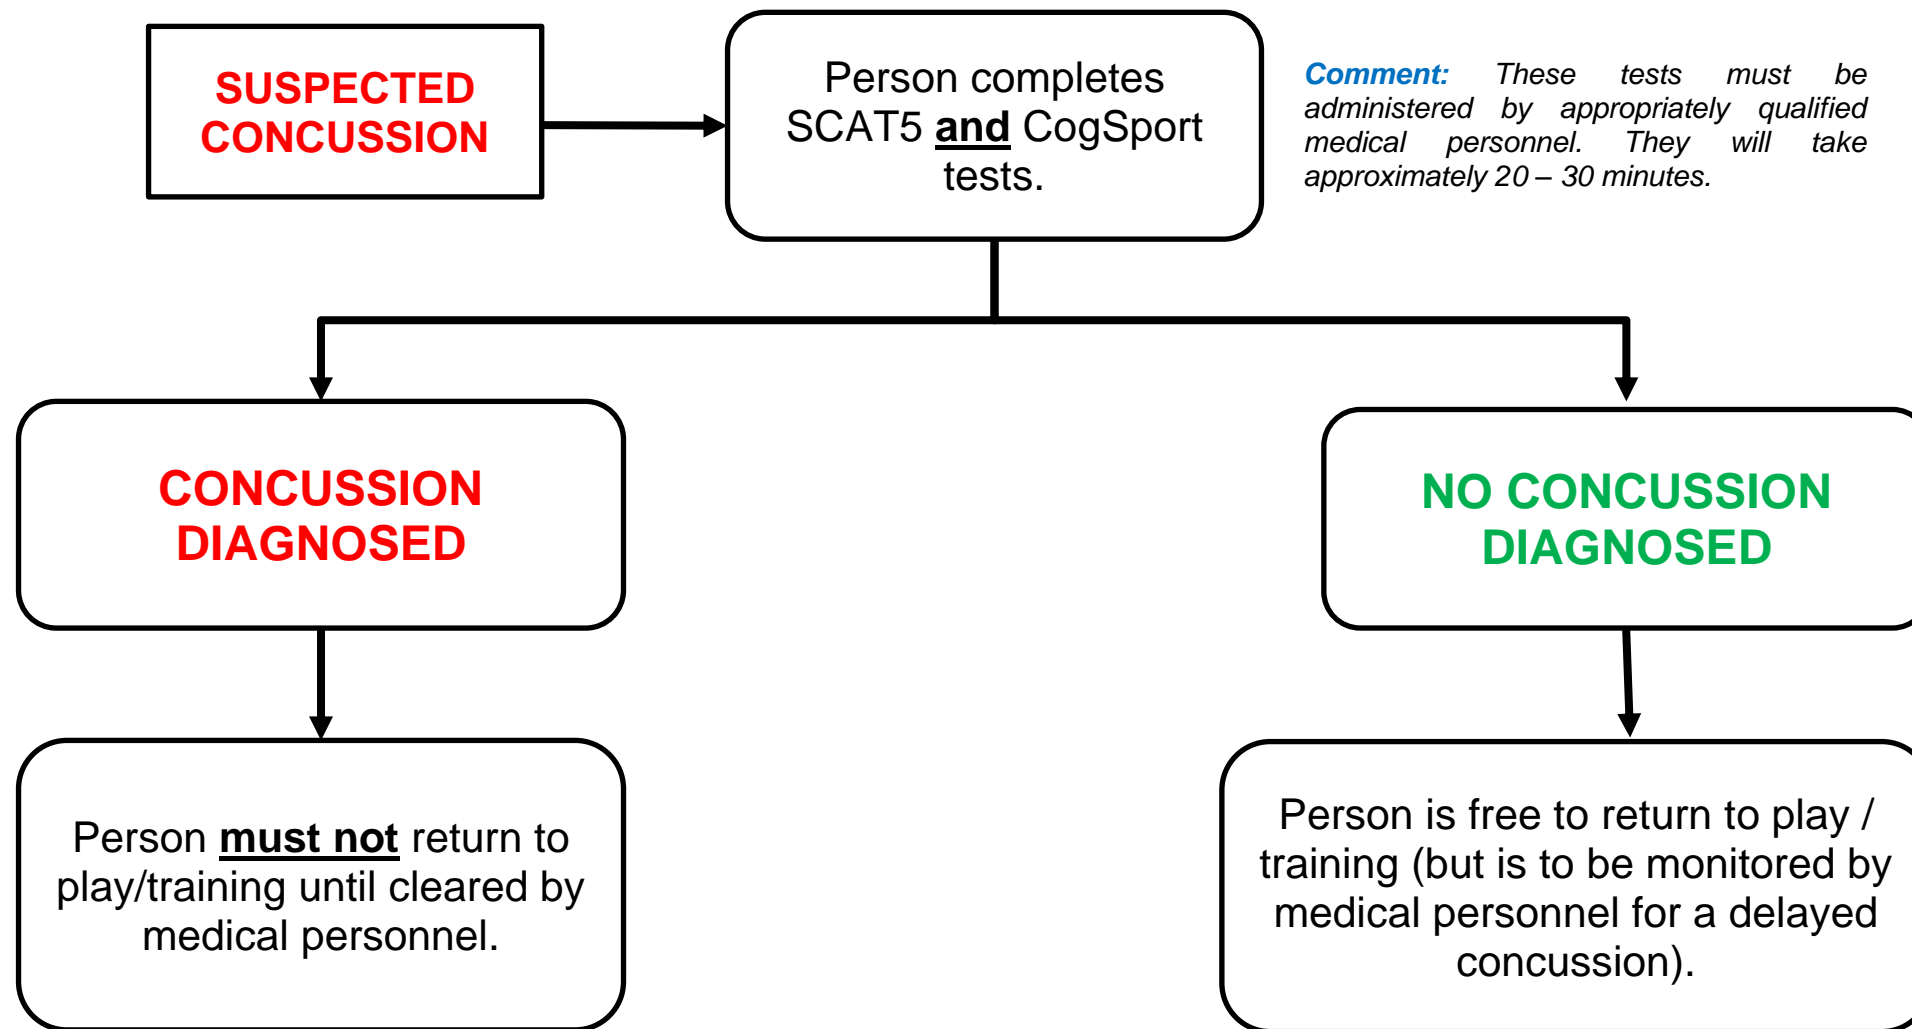 SUSPECTED
CONCUSSION
Person completes
SCAT5 and CogSport
tests.
Comment: These tests must be
administered by appropriately qualified
medical personnel. They will take
approximately 20 – 30 minutes.
CONCUSSION
DIAGNOSED
NO CONCUSSION
DIAGNOSED
Person must not return to
play/training until cleared by
medical personnel.
Person is free to return to play /
training (but is to be monitored by
medical personnel for a delayed
concussion).